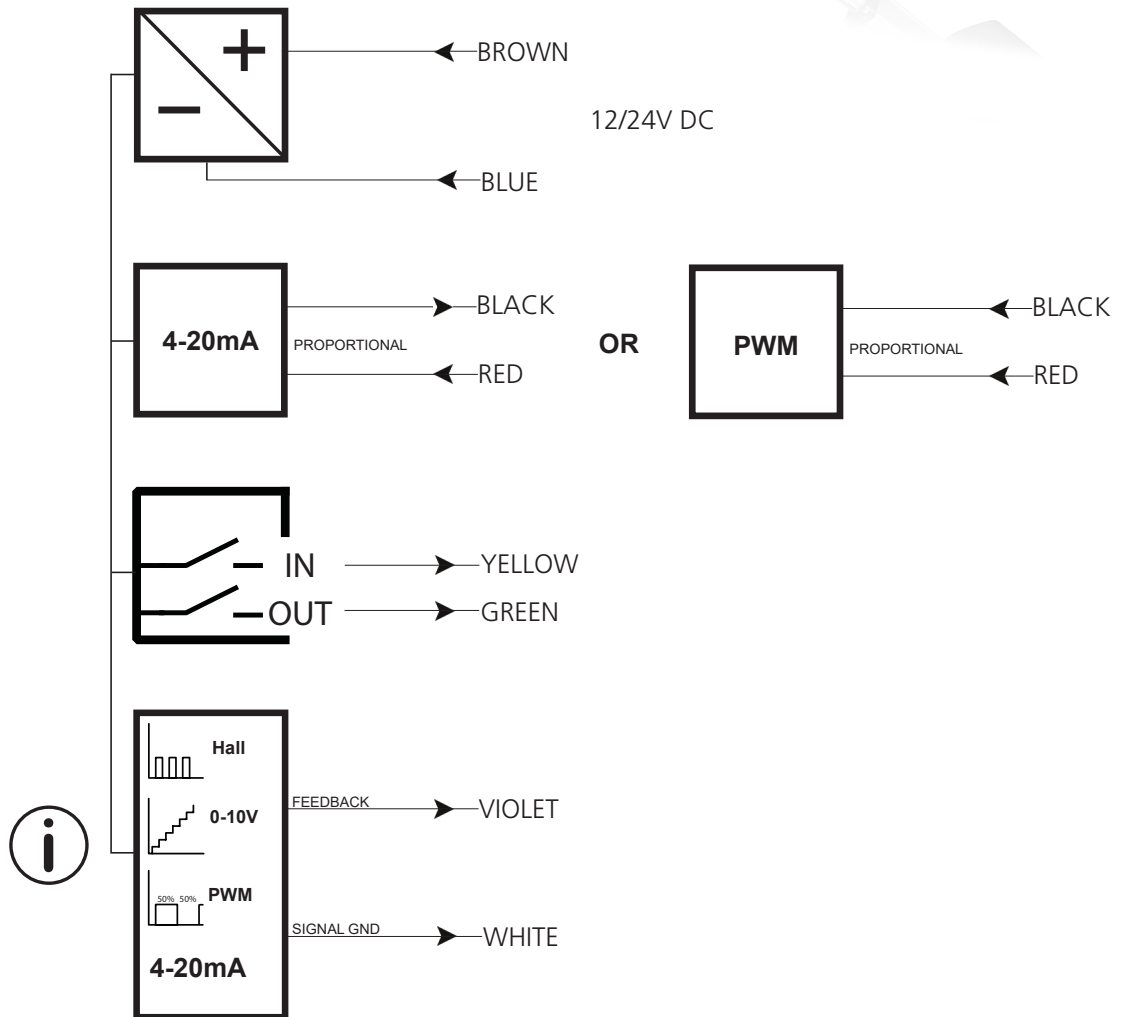 +
BROWN
−
12/24V DC
BLUE
4-20mA
PROPORTIONAL
BLACK
RED
OR
PWM
PROPORTIONAL
BLACK
RED
IN
YELLOW
OUT
GREEN
Hall
0-10V
50% 50%
PWM
4-20mA
FEEDBACK
VIOLET
SIGNAL GND
WHITE
i